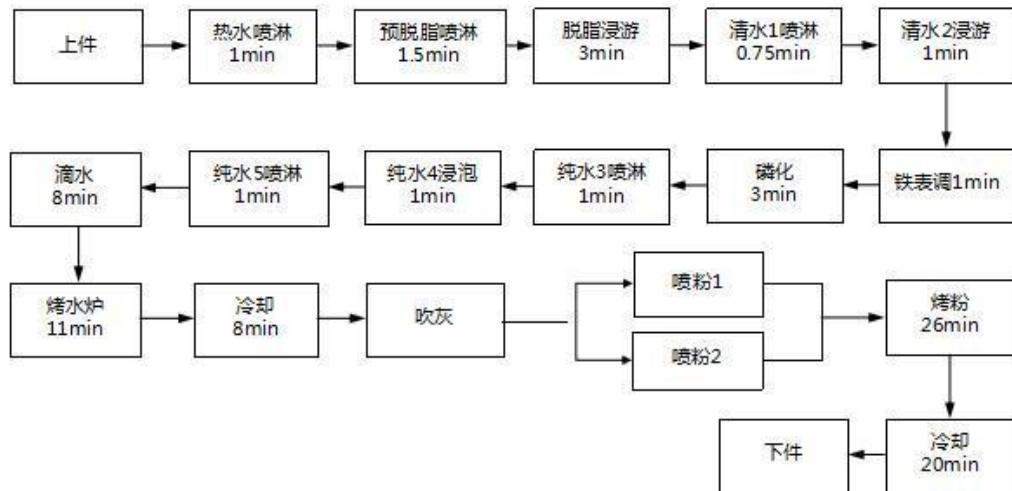 上件
热水喷淋
1min
预脱脂喷淋
1.5min
脱脂浸游
3min
清水1喷淋
0.75min
清水2浸游
1min
铁表调1min
磷化
3min
纯水3喷淋
1min
纯水4浸泡
1min
纯水5喷淋
1min
滴水
8min
烤水炉
11min
冷却
8min
吹灰
喷粉1
喷粉2
烤粉
26min
冷却
20min
下件